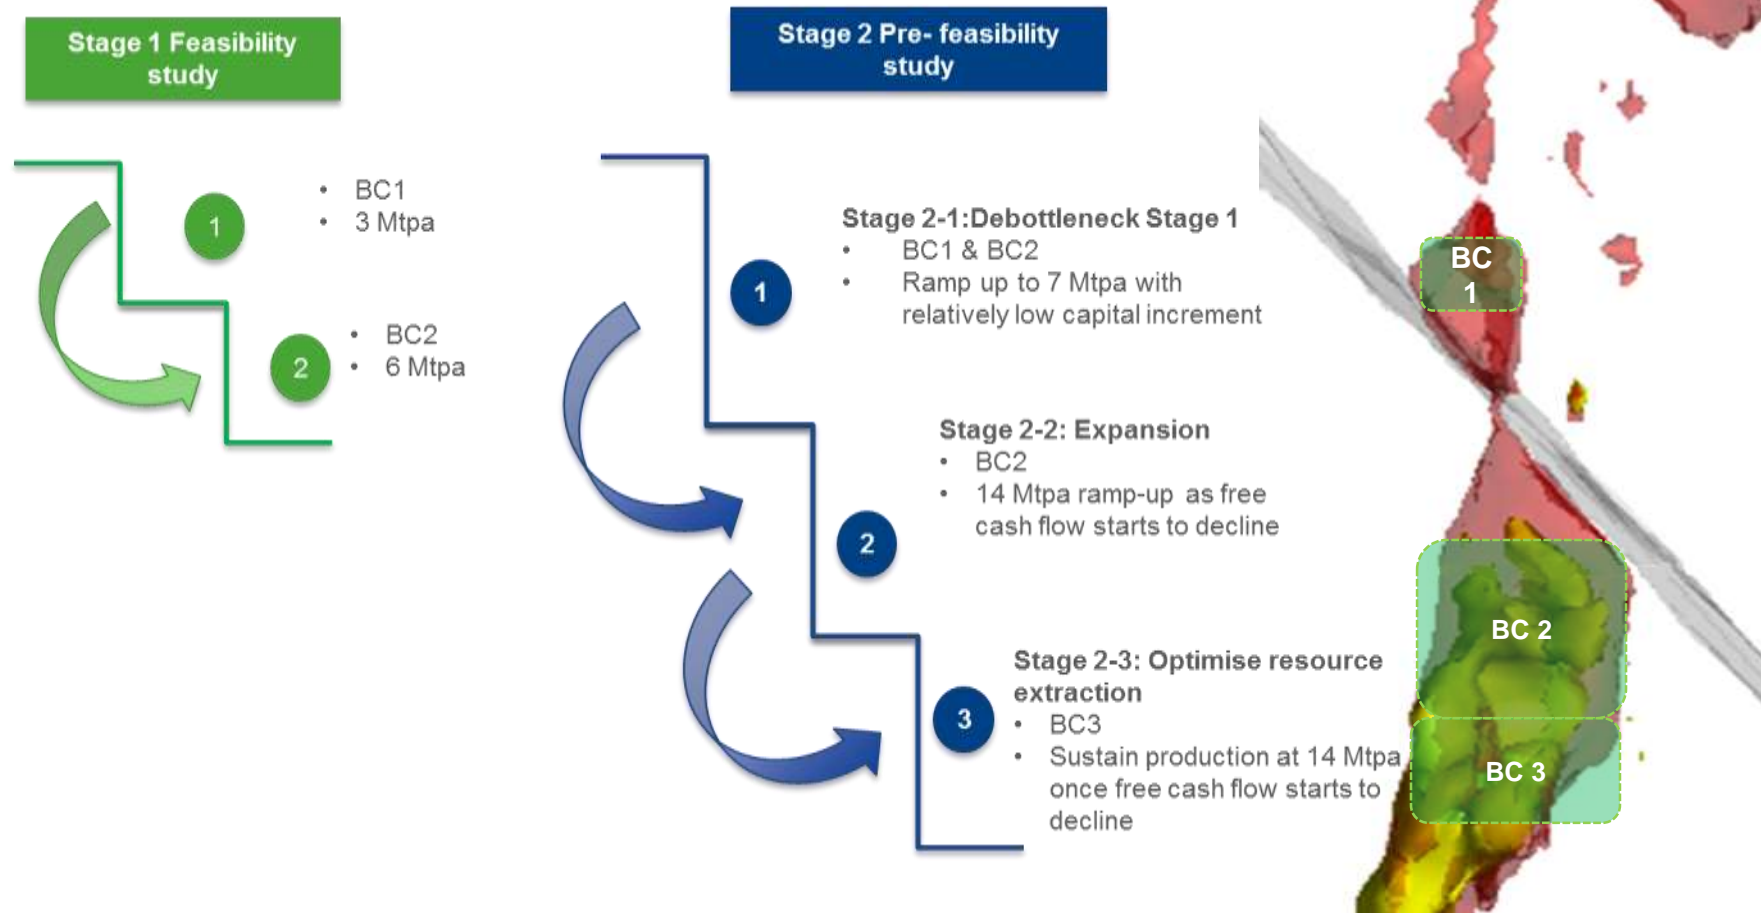 Stage 1 Feasibility
study
1
• BC1
• 3 Mtpa
2
• BC2
• 6 Mtpa
Stage 2 Pre- feasibility
study
1
Stage 2-1:Debottleneck Stage 1
• BC1 & BC2
• Ramp up to 7 Mtpa with
relatively low capital increment
2
Stage 2-2: Expansion
• BC2
• 14 Mtpa ramp-up as free
cash flow starts to decline
3
Stage 2-3: Optimise resource
extraction
• BC3
• Sustain production at 14 Mtpa
once free cash flow starts to
decline
BC
1
BC 2
BC 3